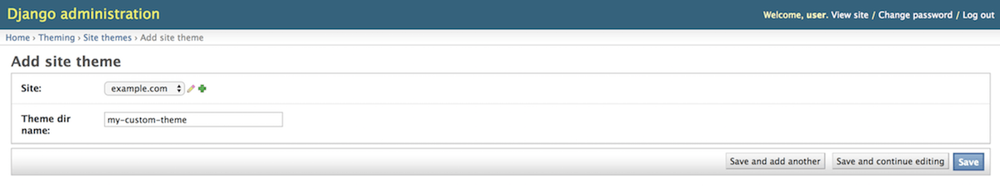 Django administration
Welcome, user. View site / Change password / Log out
Home › Theming › Site themes › Add site theme
Add site theme
Site: example.com
Theme dir name: my-custom-theme
Save and add another Save and continue editing Save